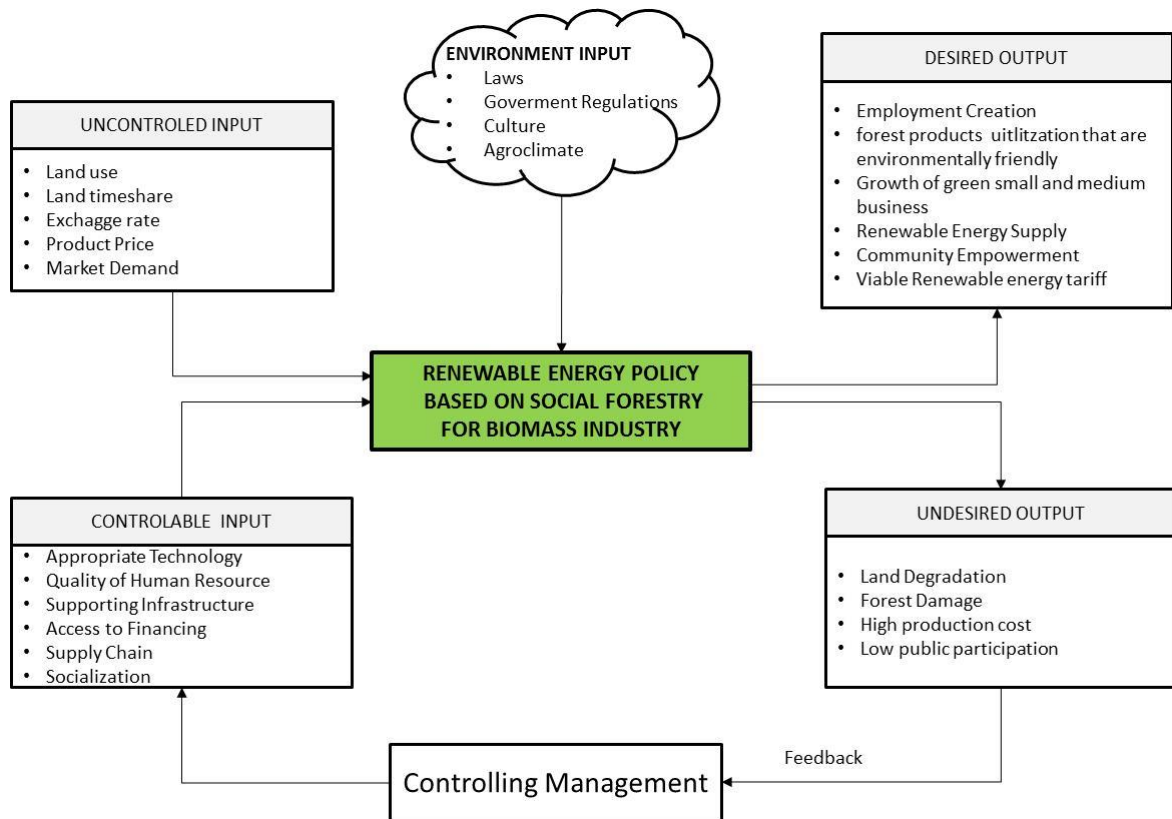 ENVIRONMENT INPUT
• Laws
• Goverment Regulations
• Culture
• Agroclimate
UNCONTROLED INPUT
• Land use
• Land timeshare
• Exchagge rate
• Product Price
• Market Demand
DESIRED OUTPUT
• Employment Creation
• forest products uitlitzation that are
environmentally friendly
• Growth of green small and medium
business
• Renewable Energy Supply
• Community Empowerment
• Viable Renewable energy tariff
RENEWABLE ENERGY POLICY
BASED ON SOCIAL FORESTRY
FOR BIOMASS INDUSTRY
CONTROLABLE INPUT
• Appropriate Technology
• Quality of Human Resource
• Supporting Infrastructure
• Access to Financing
• Supply Chain
• Socialization
UNDESIRED OUTPUT
• Land Degradation
• Forest Damage
• High production cost
• Low public participation
Feedback
Controlling Management